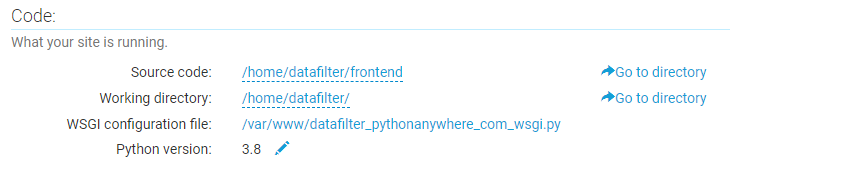 Code:
What your site is running.
Source code: /home/datafilter/frontend Go to directory
Working directory: /home/datafilter/ Go to directory
WSGI configuration file: /var/www/datafilter_pythonanywhere_com_wsgi.py
Python version: 3.8